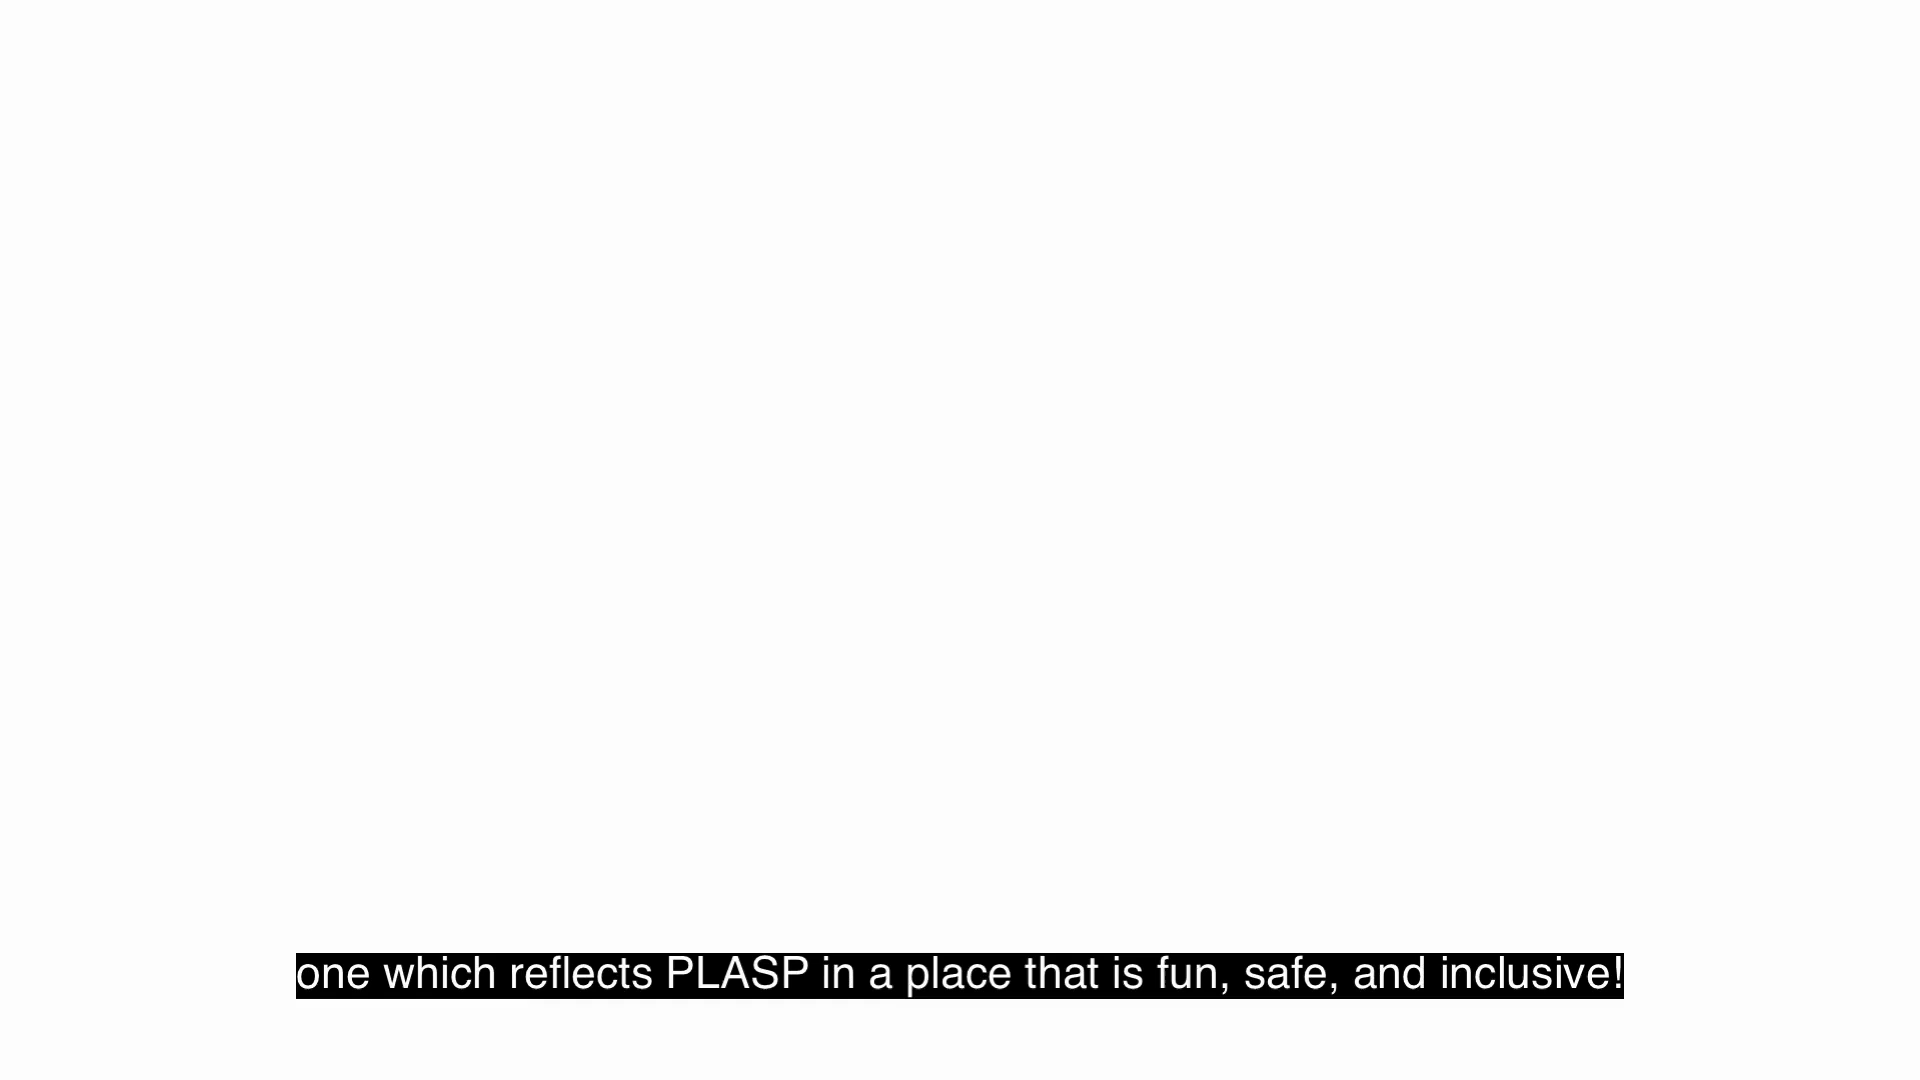 one which reflects PLASP in a place that is fun, safe, and inclusive!